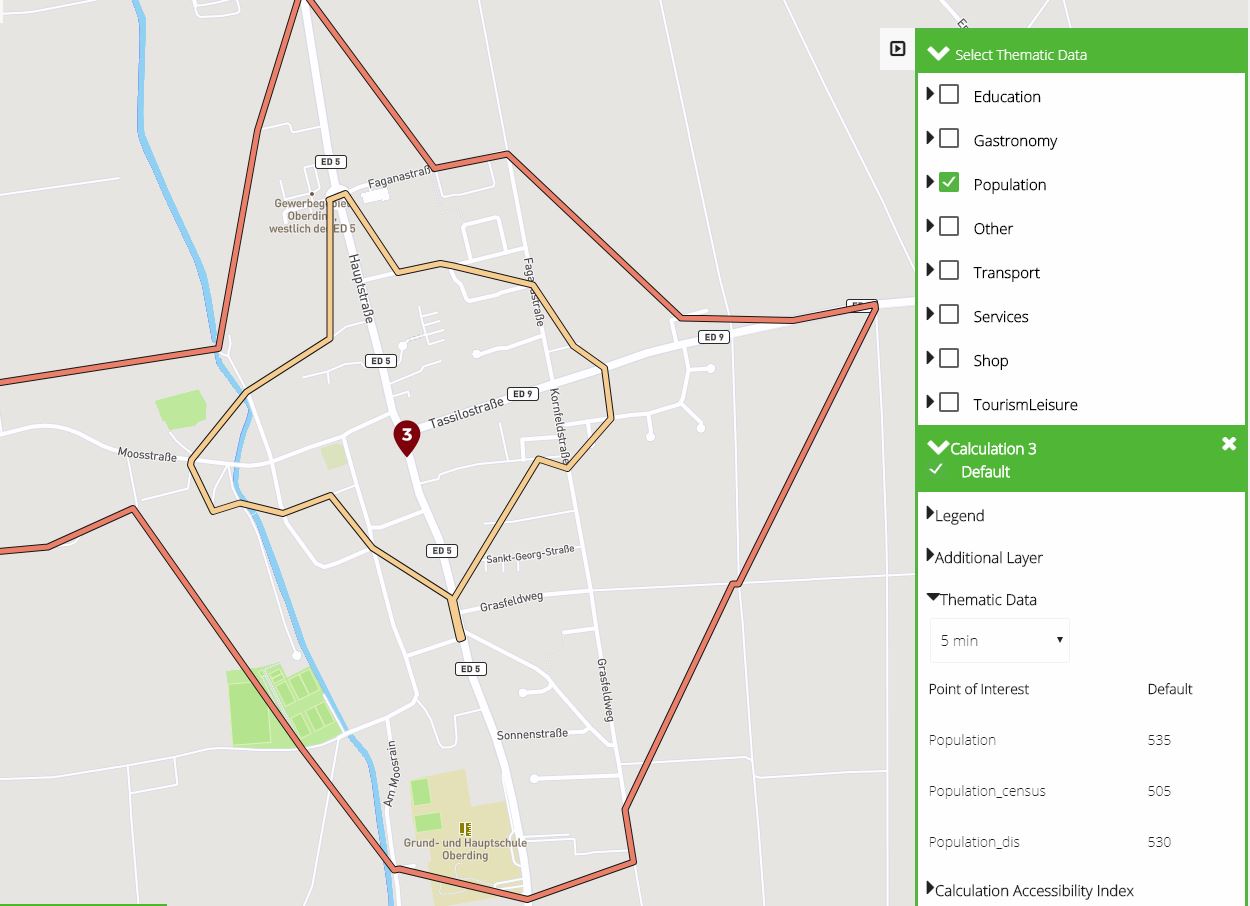 ED 5
Faganastraß
Gewerbegebiet
Oberding,
westlich der ED 5
Hauptstraße
Faganastraße
ED 9
ED 5
ED 9
Tassilostraße
Kornfeldstraße
3
Moosstraße
ED 5
Sankt-Georg-Straße
Grasfeldweg
ED 5
Grasfeldweg
Sonnenstraße
Am Moosrain
Grund- und Hauptschule
Oberding
Select Thematic Data
Education
Gastronomy
Population
Other
Transport
Services
Shop
TourismLeisure
Calculation 3
Default
Legend
Additional Layer
Thematic Data
5 min
Point of Interest Default
Population 535
Population_census 505
Population_dis 530
Calculation Accessibility Index